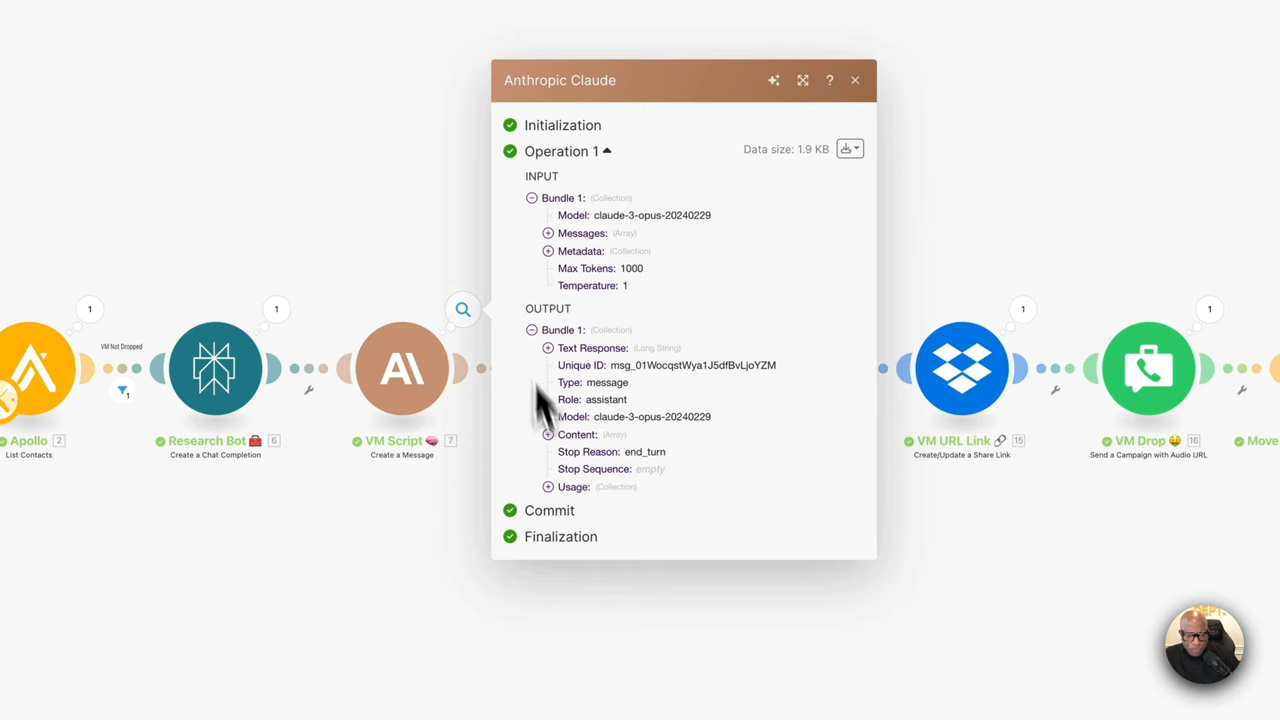 Anthropic Claude
?
Initialization
Operation 1
Data size: 1.9 KB
INPUT
Bundle 1: (Collection)
Model: claude-3-opus-20240229
Messages: (Array)
Metadata: (Collection)
Max Tokens: 1000
Temperature: 1
OUTPUT
Bundle 1: (Collection)
Text Response: (Long String)
Unique ID: msg_01WocqstWya1J5dfBvLjoYZM
Type: message
Role: assistant
Model: claude-3-opus-20240229
Content: (Array)
Stop Reason: end_turn
Stop Sequence: empty
Usage: (Collection)
Commit
Finalization
1
1
1
1
VM Not Dropped
1
AI
Apollo 2
List Contacts
Research Bot 🧰 6
Create a Chat Completion
VM Script 🧠 7
Create a Message
VM URL Link 🔗 15
Create/Update a Share Link
VM Drop 🤑 16
Send a Campaign with Audio URL
Move